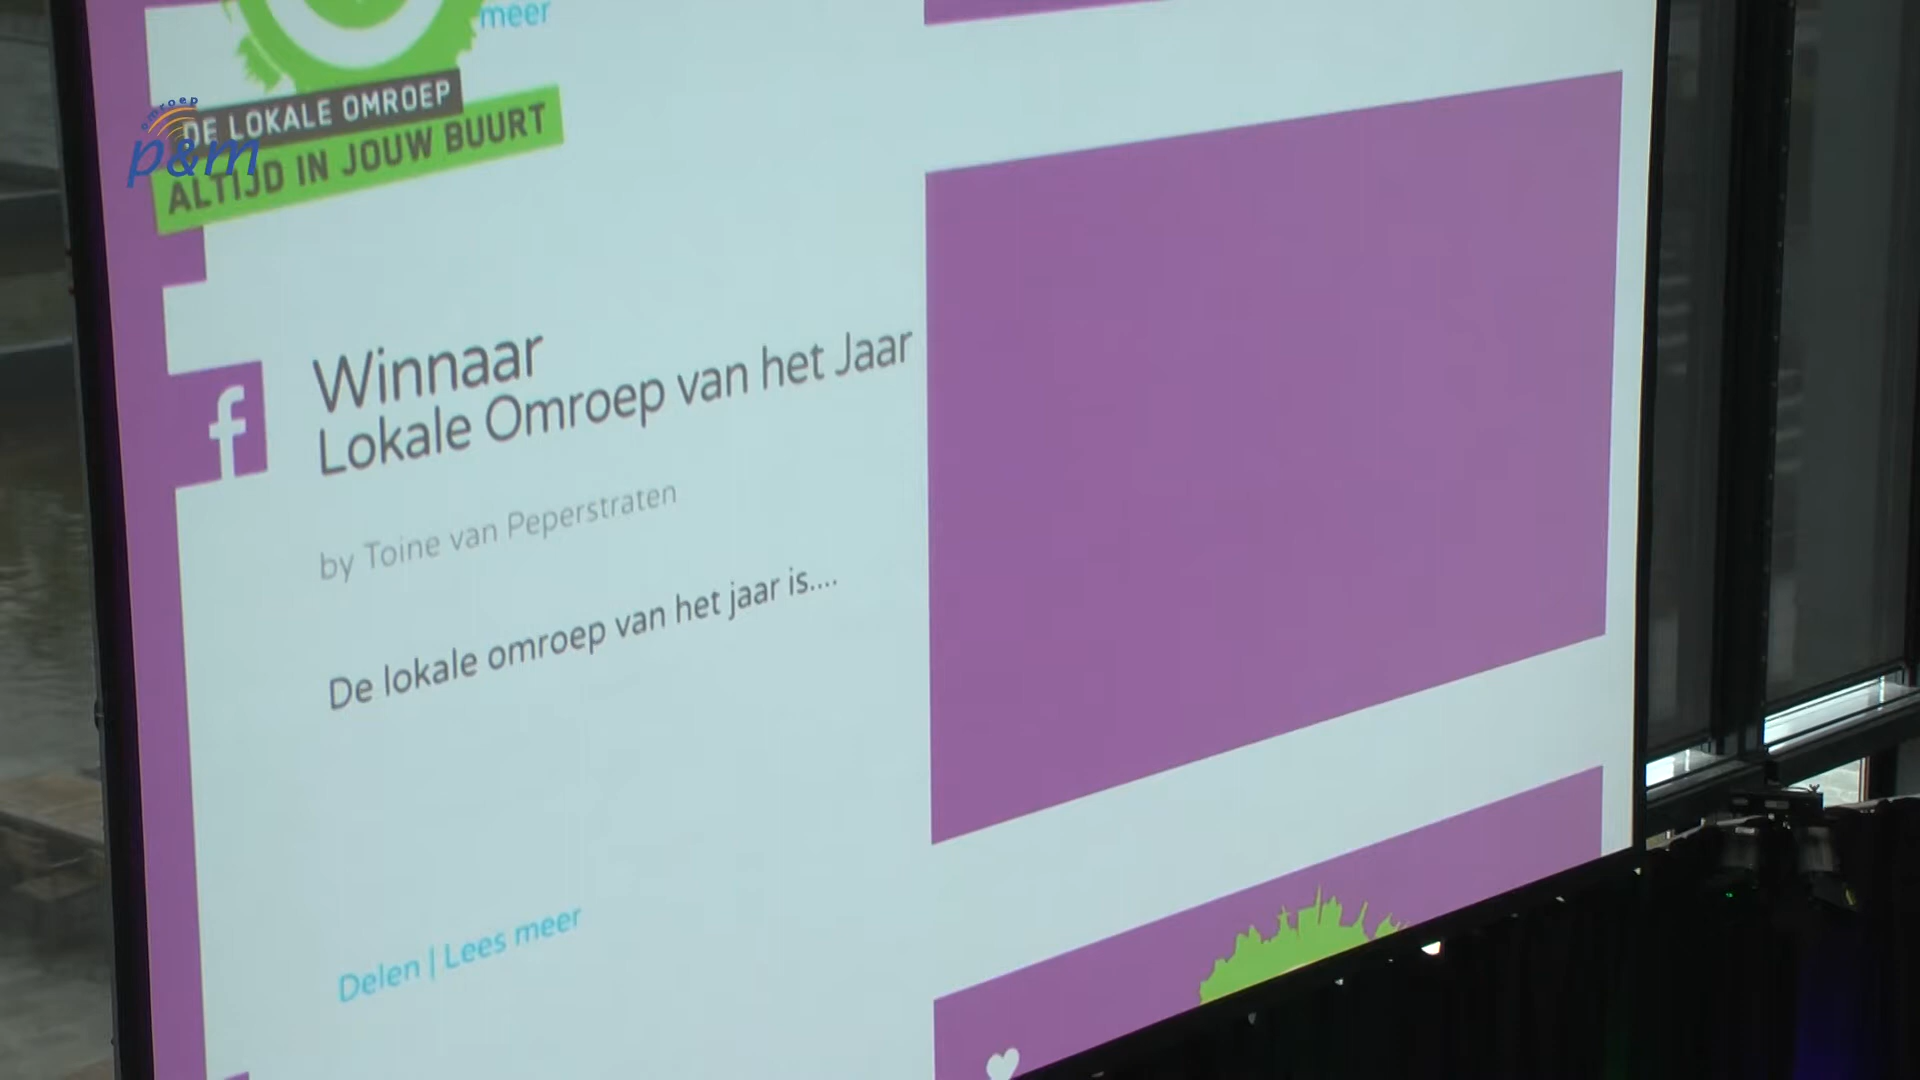 meer
omroep
p&m
DE LOKALE OMROEP
ALTIJD IN JOUW BUURT
f
Winnaar
Lokale Omroep van het Jaar
by Toine van Peperstraten
De lokale omroep van het jaar is....
Delen | Lees meer